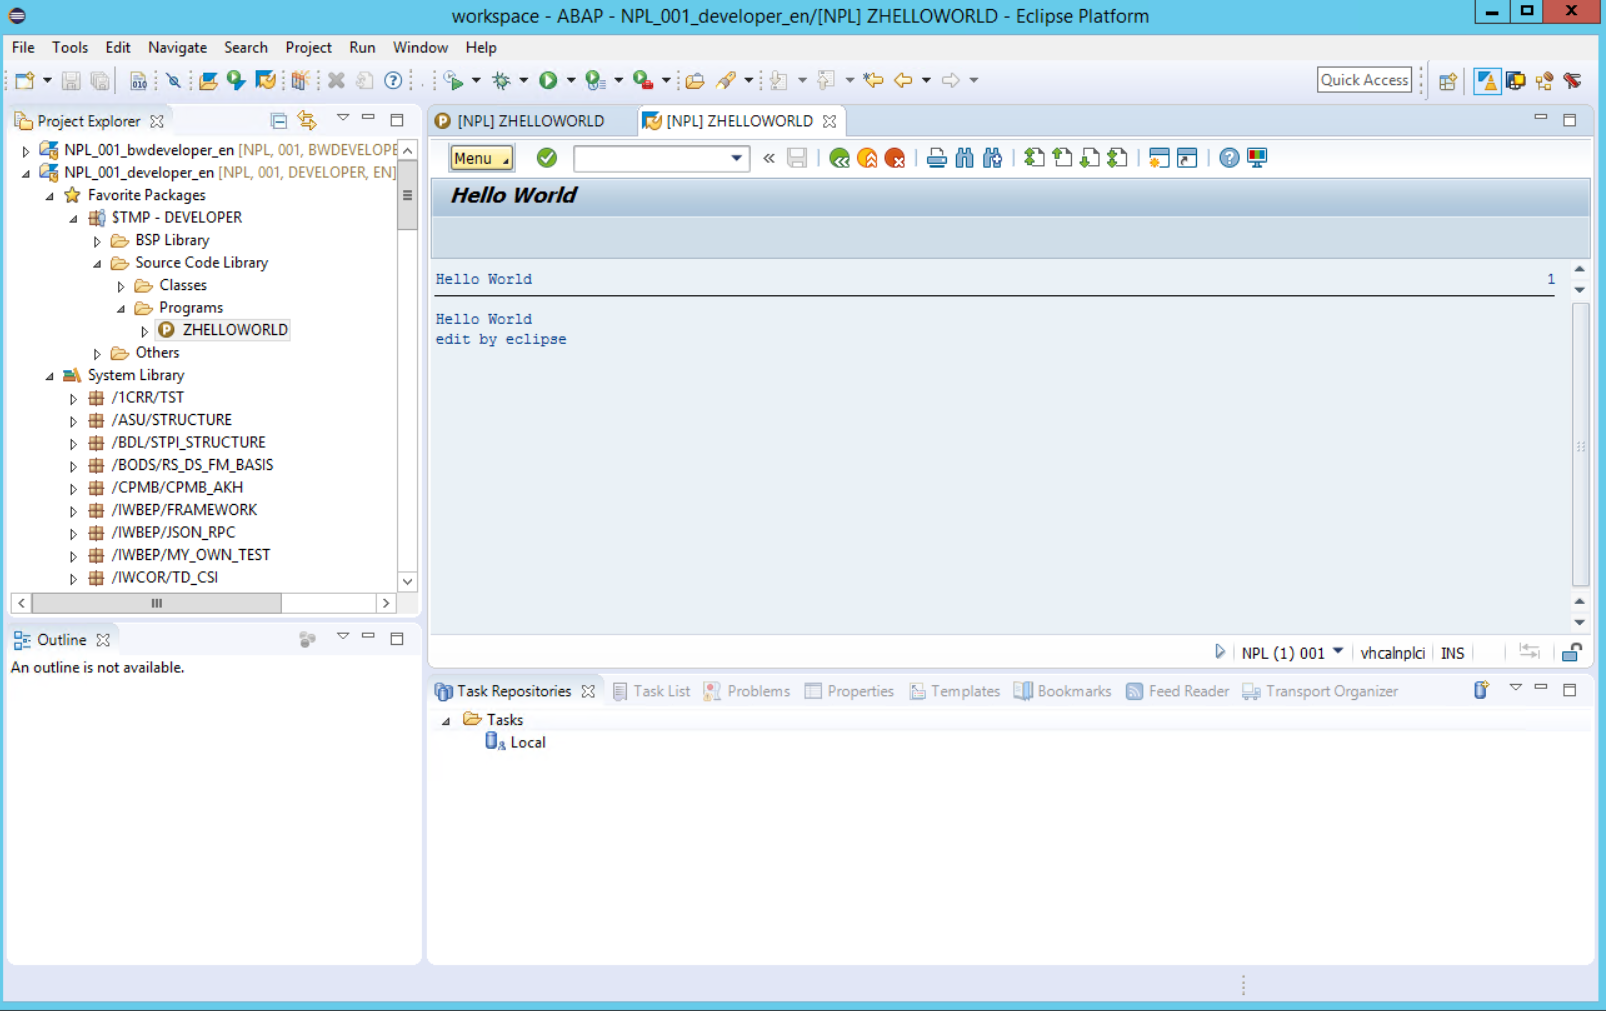 workspace - ABAP - NPL_001_developer_en/[NPL] ZHELLOWORLD - Eclipse Platform
File Tools Edit Navigate Search Project Run Window Help
Quick Access
Project Explorer
NPL_001_bwdeveloper_en [NPL, 001, BWDEVELOPE
NPL_001_developer_en [NPL, 001, DEVELOPER, EN]
Favorite Packages
$TMP - DEVELOPER
BSP Library
Source Code Library
Classes
Programs
ZHELLOWORLD
Others
System Library
/1CRR/TST
/ASU/STRUCTURE
/BDL/STPI_STRUCTURE
/BODS/RS_DS_FM_BASIS
/CPMB/CPMB_AKH
/IWBEP/FRAMEWORK
/IWBEP/JSON_RPC
/IWBEP/MY_OWN_TEST
/IWCOR/TD_CSI
Outline
An outline is not available.
[NPL] ZHELLOWORLD [NPL] ZHELLOWORLD
Menu
Hello World
Hello World 1
Hello World
edit by eclipse
NPL (1) 001 vhcalnplci INS
Task Repositories Task List Problems Properties Templates Bookmarks Feed Reader Transport Organizer
Tasks
Local